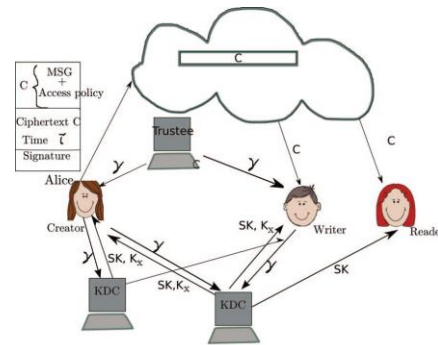 C
MSG
+
C
Access policy
Ciphertext C
Time τ̃
Signature
Trustee
C
γ
γ
C
C
Alice
Creator
Writer
Reade
γ
SK, Kₓ
γ
SK,Kₓ
SK, Kₓ
γ
SK
KDC
KDC